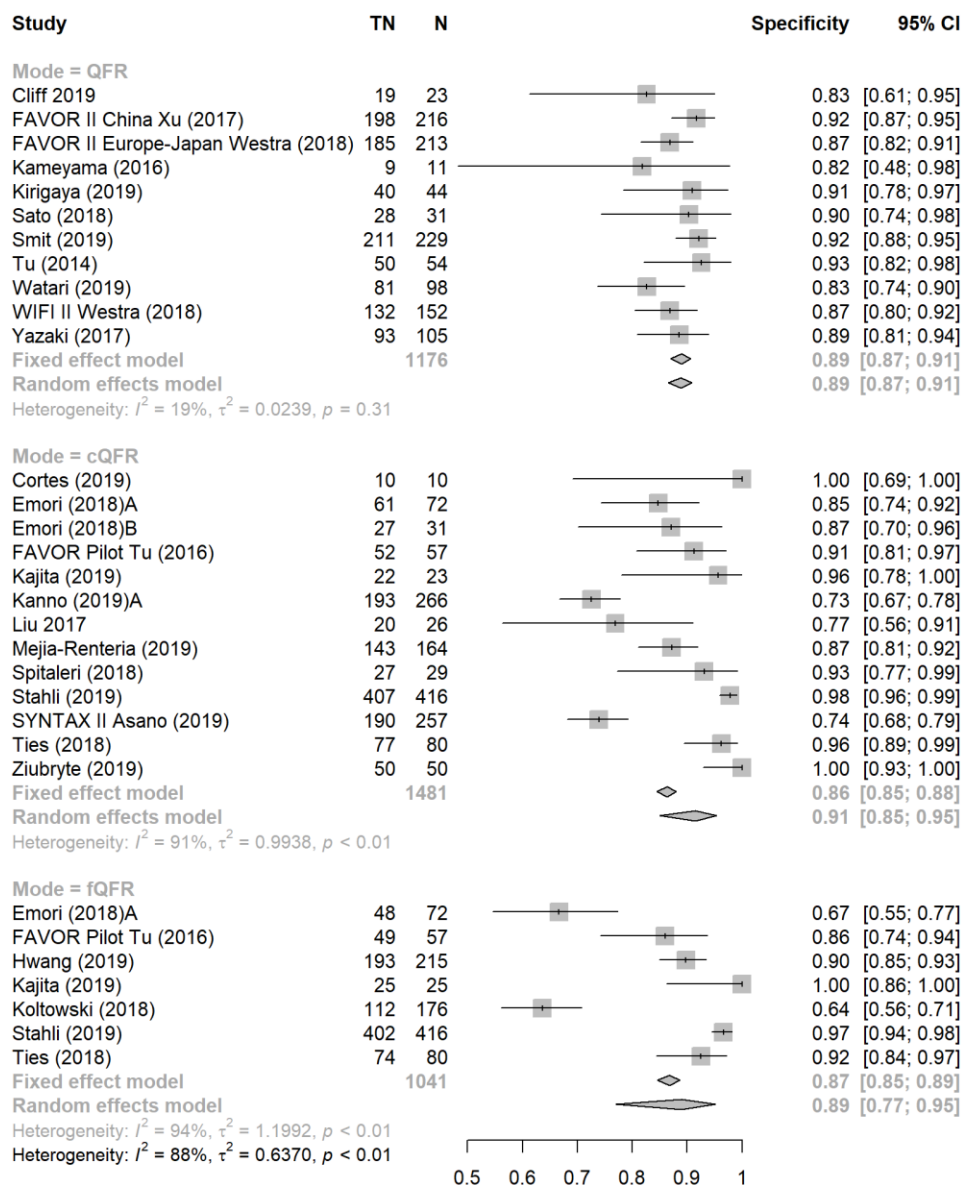 Study TN N Specificity 95% CI
Mode = QFR
Cliff 2019 19 23 0.83 [0.61; 0.95]
FAVOR II China Xu (2017) 198 216 0.92 [0.87; 0.95]
FAVOR II Europe-Japan Westra (2018) 185 213 0.87 [0.82; 0.91]
Kameyama (2016) 9 11 0.82 [0.48; 0.98]
Kirigaya (2019) 40 44 0.91 [0.78; 0.97]
Sato (2018) 28 31 0.90 [0.74; 0.98]
Smit (2019) 211 229 0.92 [0.88; 0.95]
Tu (2014) 50 54 0.93 [0.82; 0.98]
Watari (2019) 81 98 0.83 [0.74; 0.90]
WIFI II Westra (2018) 132 152 0.87 [0.80; 0.92]
Yazaki (2017) 93 105 0.89 [0.81; 0.94]
Fixed effect model 1176 0.89 [0.87; 0.91]
Random effects model 0.89 [0.87; 0.91]
Heterogeneity: I² = 19%, τ² = 0.0239, p = 0.31
Mode = cQFR
Cortes (2019) 10 10 1.00 [0.69; 1.00]
Emori (2018)A 61 72 0.85 [0.74; 0.92]
Emori (2018)B 27 31 0.87 [0.70; 0.96]
FAVOR Pilot Tu (2016) 52 57 0.91 [0.81; 0.97]
Kajita (2019) 22 23 0.96 [0.78; 1.00]
Kanno (2019)A 193 266 0.73 [0.67; 0.78]
Liu 2017 20 26 0.77 [0.56; 0.91]
Mejia-Renteria (2019) 143 164 0.87 [0.81; 0.92]
Spitaleri (2018) 27 29 0.93 [0.77; 0.99]
Stahli (2019) 407 416 0.98 [0.96; 0.99]
SYNTAX II Asano (2019) 190 257 0.74 [0.68; 0.79]
Ties (2018) 77 80 0.96 [0.89; 0.99]
Ziubryte (2019) 50 50 1.00 [0.93; 1.00]
Fixed effect model 1481 0.86 [0.85; 0.88]
Random effects model 0.91 [0.85; 0.95]
Heterogeneity: I² = 91%, τ² = 0.9938, p < 0.01
Mode = fQFR
Emori (2018)A 48 72 0.67 [0.55; 0.77]
FAVOR Pilot Tu (2016) 49 57 0.86 [0.74; 0.94]
Hwang (2019) 193 215 0.90 [0.85; 0.93]
Kajita (2019) 25 25 1.00 [0.86; 1.00]
Koltowski (2018) 112 176 0.64 [0.56; 0.71]
Stahli (2019) 402 416 0.97 [0.94; 0.98]
Ties (2018) 74 80 0.92 [0.84; 0.97]
Fixed effect model 1041 0.87 [0.85; 0.89]
Random effects model 0.89 [0.77; 0.95]
Heterogeneity: I² = 94%, τ² = 1.1992, p < 0.01
Heterogeneity: I² = 88%, τ² = 0.6370, p < 0.01
0.5 0.6 0.7 0.8 0.9 1